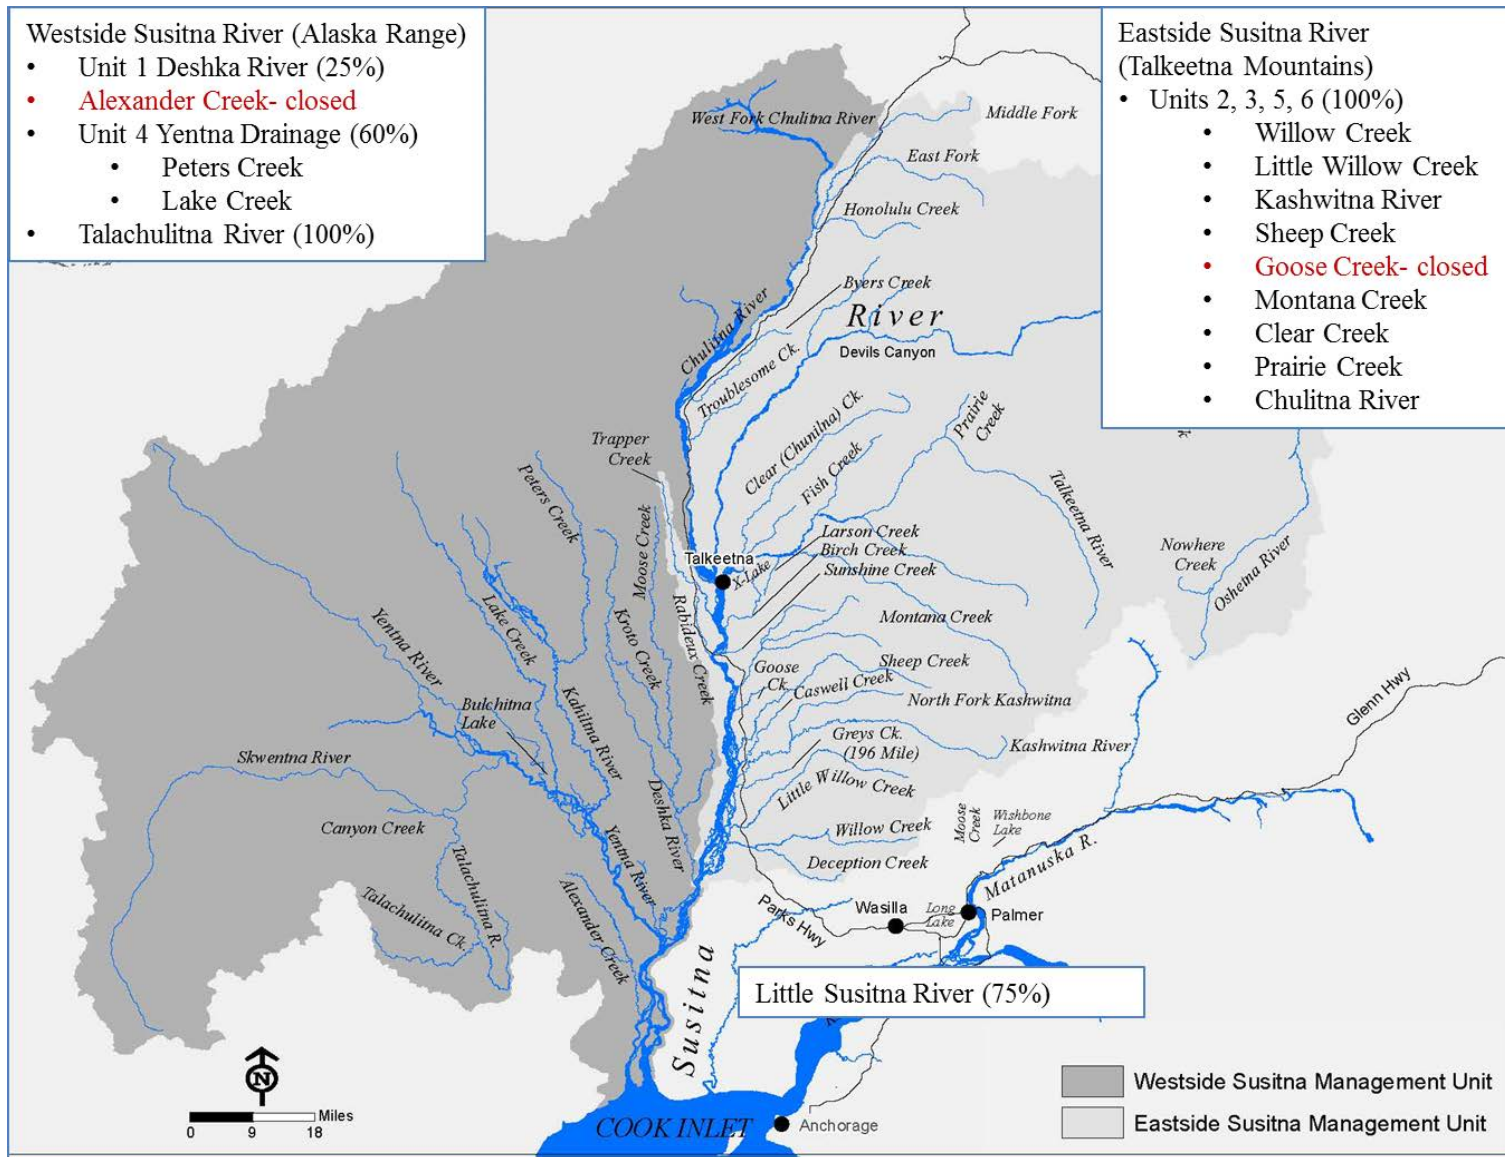 Westside Susitna River (Alaska Range)
• Unit 1 Deshka River (25%)
• Alexander Creek- closed
• Unit 4 Yentna Drainage (60%)
• Peters Creek
• Lake Creek
• Talachulitna River (100%)
Eastside Susitna River
(Talkeetna Mountains)
• Units 2, 3, 5, 6 (100%)
• Willow Creek
• Little Willow Creek
• Kashwitna River
• Sheep Creek
• Goose Creek- closed
• Montana Creek
• Clear Creek
• Prairie Creek
• Chulitna River
West Fork Chulitna River
Middle Fork
East Fork
Honolulu Creek
Byers Creek
River
Devils Canyon
Chulitna River
Troublesome Ck.
Clear (Chunilna) Ck.
Fish Creek
Prairie
Creek
Trapper
Creek
Peters Creek
Moose Creek
Talkeetna River
Nowhere
Creek
Oshetna River
Larson Creek
Birch Creek
Sunshine Creek
Talkeetna
X-Lake
Montana Creek
Lake Creek
Kroto Creek
Rabideux Creek
Yentna River
Goose
Ck.
Sheep Creek
Caswell Creek
North Fork Kashwitna
Bulchitna
Lake
Kahiltna River
Greys Ck.
(196 Mile)
Kashwitna River
Glenn Hwy
Skwentna River
Little Willow Creek
Deshka River
Canyon Creek
Yentna River
Willow Creek
Deception Creek
Moose
Creek
Wishbone
Lake
Matanuska R.
Talachulitna R.
Talachulitna Ck.
Alexander Creek
Parks Hwy
Wasilla
Long
Lake
Palmer
Susitna
Little Susitna River (75%)
N
Miles
0 9 18
COOK INLET
Anchorage
Westside Susitna Management Unit
Eastside Susitna Management Unit